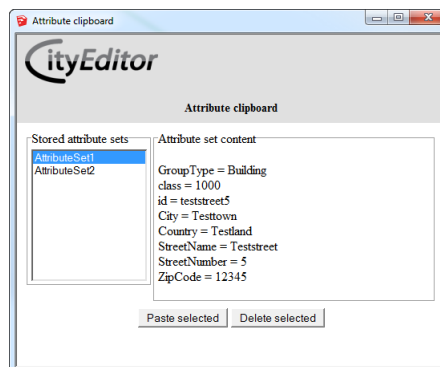 Attribute clipboard
CityEditor
Attribute clipboard
Stored attribute sets
AttributeSet1
AttributeSet2
Attribute set content
GroupType = Building
class = 1000
id = teststreet5
City = Testtown
Country = Testland
StreetName = Teststreet
StreetNumber = 5
ZipCode = 12345
Paste selected Delete selected